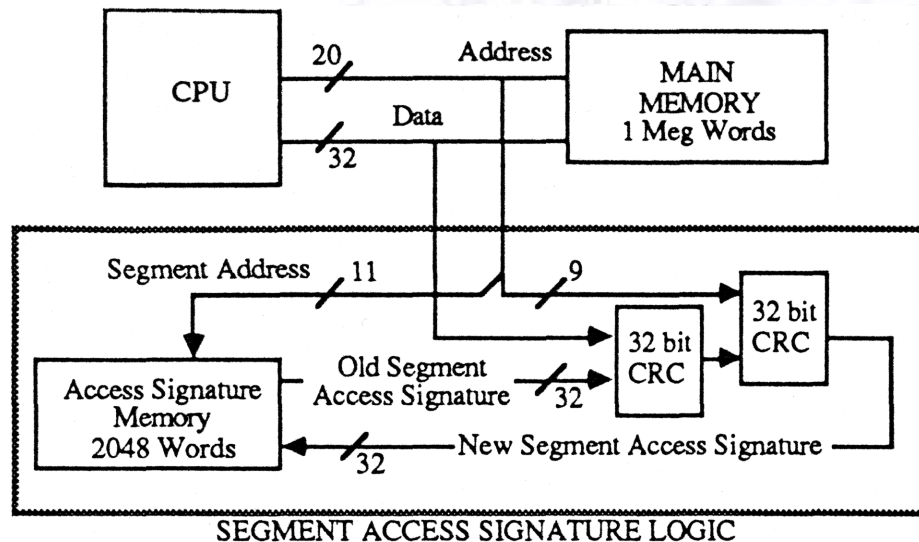 CPU
20
Address
Data
32
MAIN
MEMORY
1 Meg Words
Segment Address
11
9
32 bit
CRC
32 bit
CRC
Old Segment
Access Signature
32
Access Signature
Memory
2048 Words
32
New Segment Access Signature
SEGMENT ACCESS SIGNATURE LOGIC